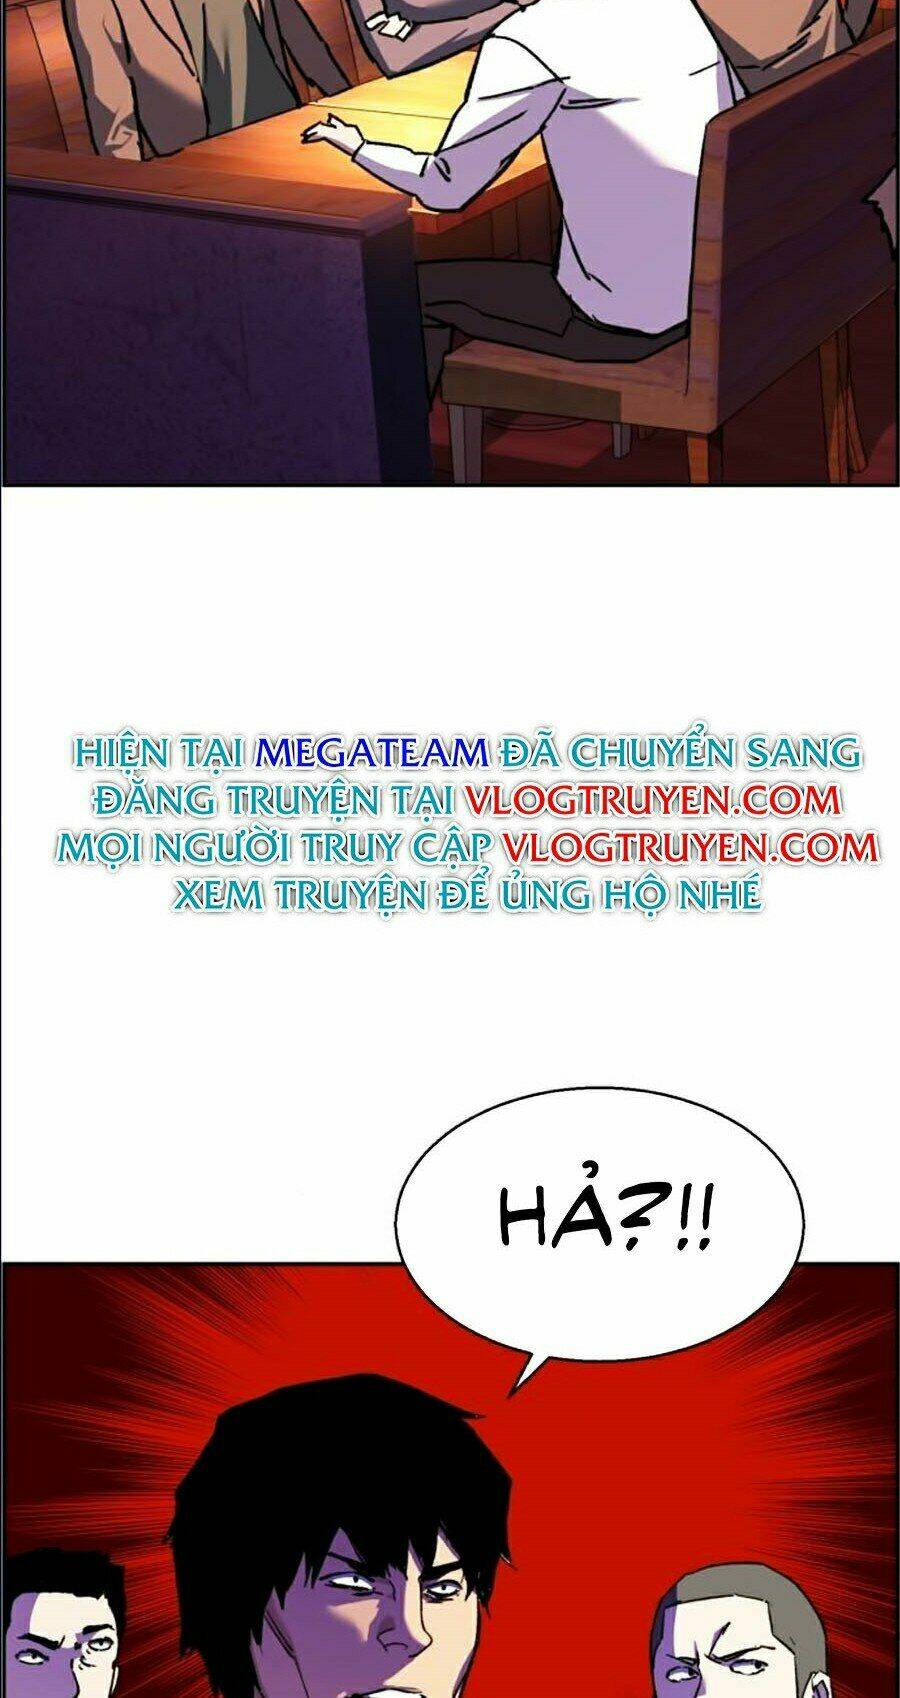 HIỆN TẠI MEGATEAM ĐÃ CHUYỂN SANG
ĐĂNG TRUYỆN TẠI VLOGTRUYEN.COM
MỌI NGƯỜI TRUY CẬP VLOGTRUYEN.COM
XEM TRUYỆN ĐỂ ỦNG HỘ NHÉ
HẢ?!!